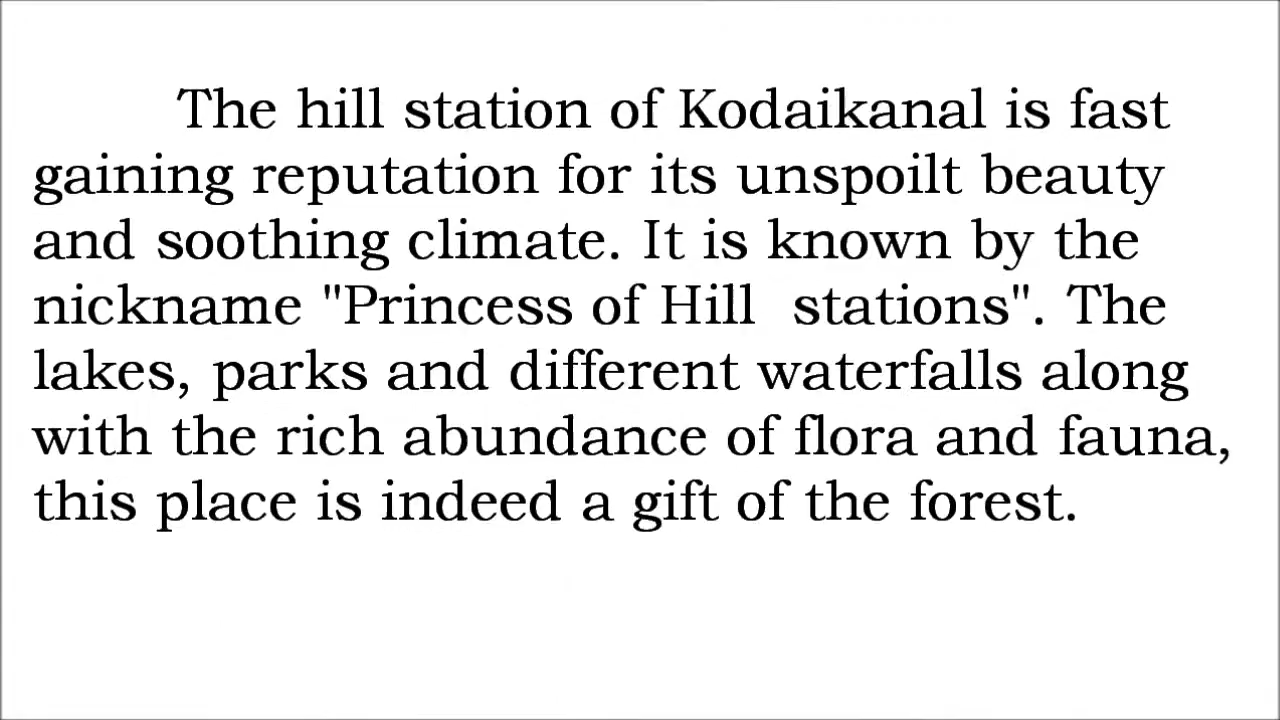 The hill station of Kodaikanal is fast
gaining reputation for its unspoilt beauty
and soothing climate. It is known by the
nickname "Princess of Hill  stations". The
lakes, parks and different waterfalls along
with the rich abundance of flora and fauna,
this place is indeed a gift of the forest.